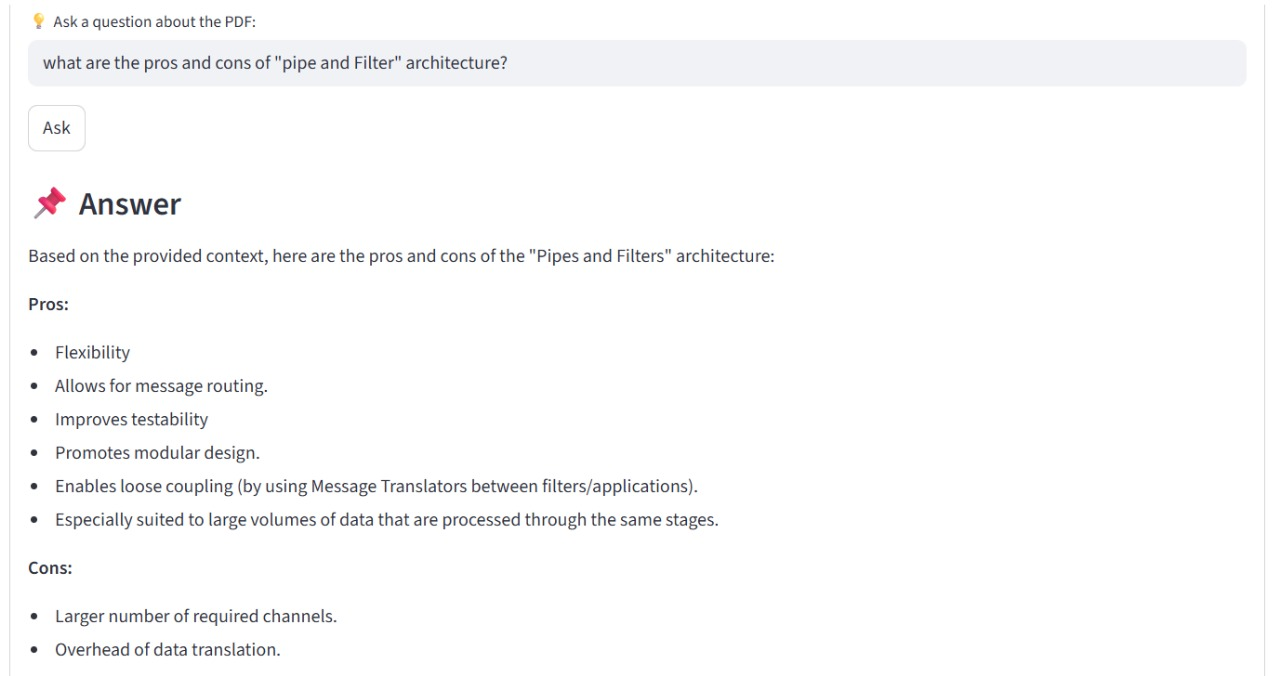 💡 Ask a question about the PDF:
what are the pros and cons of "pipe and Filter" architecture?
Ask
📌 Answer
Based on the provided context, here are the pros and cons of the "Pipes and Filters" architecture:
Pros:
• Flexibility
• Allows for message routing.
• Improves testability
• Promotes modular design.
• Enables loose coupling (by using Message Translators between filters/applications).
• Especially suited to large volumes of data that are processed through the same stages.
Cons:
• Larger number of required channels.
• Overhead of data translation.